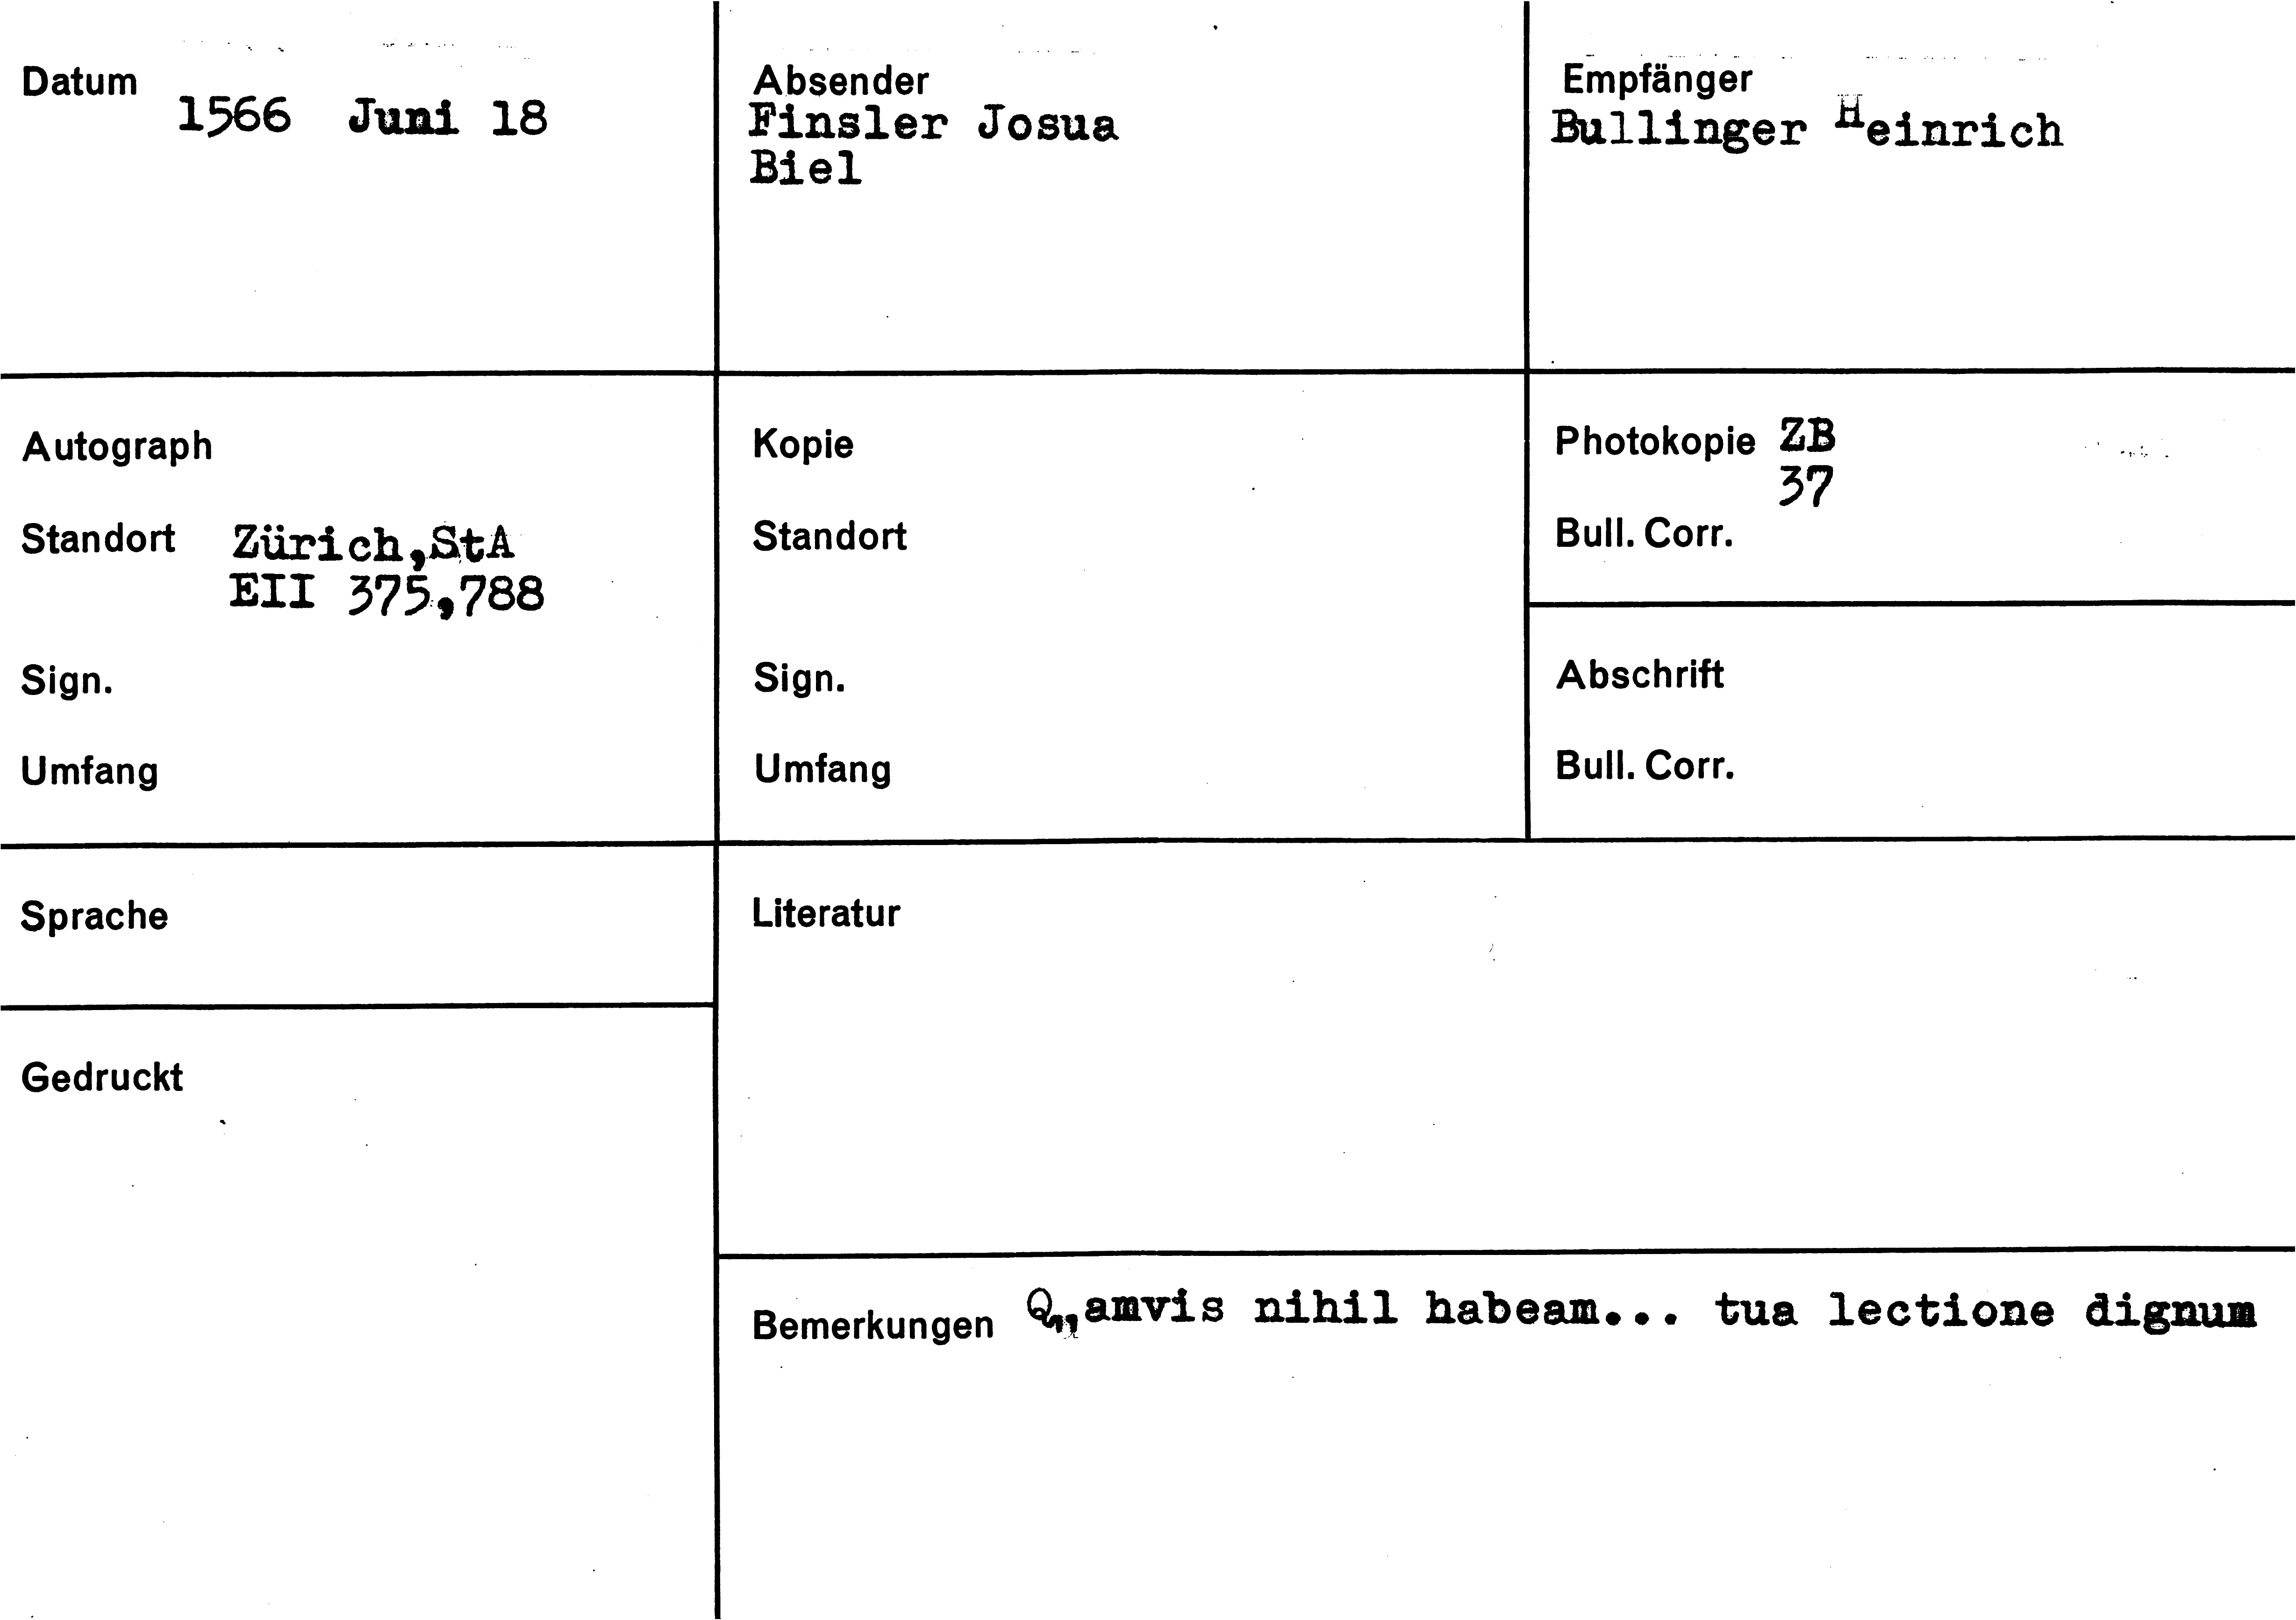 Datum 1566 Juni 18
Absender
Finsler Josua
Biel
Empfänger
Bullinger Heinrich
Autograph
Standort Zürich,StA
EII 375,788
Sign.
Umfang
Kopie
Standort
Sign.
Umfang
Photokopie ZB
37
Bull. Corr.
Abschrift
Bull. Corr.
Sprache
Gedruckt
Literatur
Bemerkungen Q,,amvis nihil habeam... tua lectione dignum